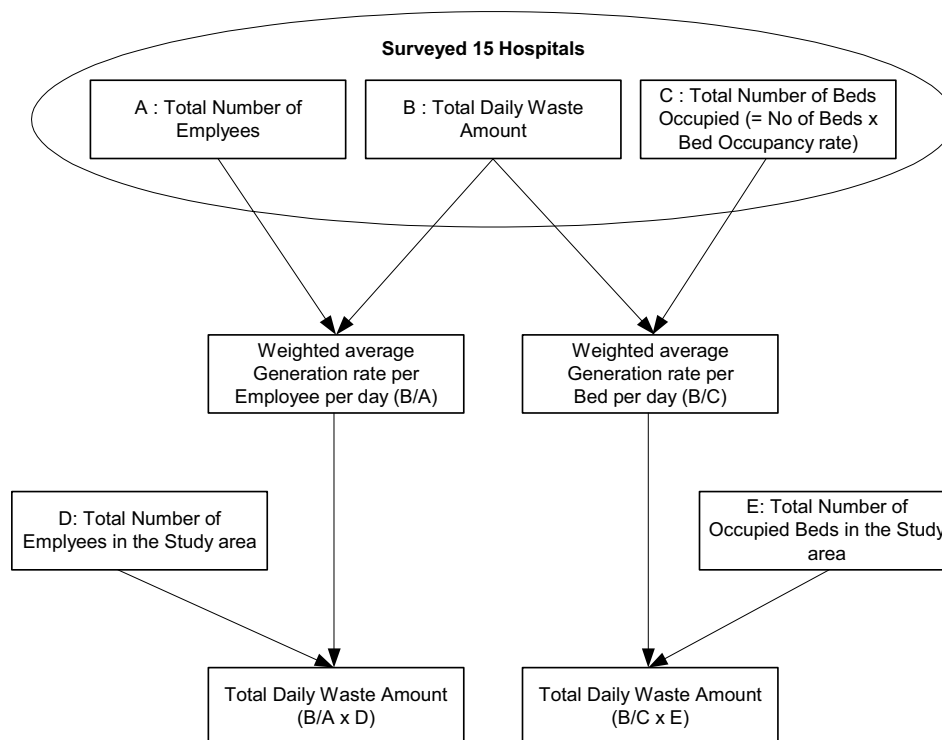 Surveyed 15 Hospitals
A : Total Number of
Emplyees
B : Total Daily Waste
Amount
C : Total Number of Beds
Occupied (= No of Beds x
Bed Occupancy rate)
Weighted average
Generation rate per
Employee per day (B/A)
Weighted average
Generation rate per
Bed per day (B/C)
D: Total Number of
Emplyees in the Study area
E: Total Number of
Occupied Beds in the Study
area
Total Daily Waste Amount
(B/A x D)
Total Daily Waste Amount
(B/C x E)